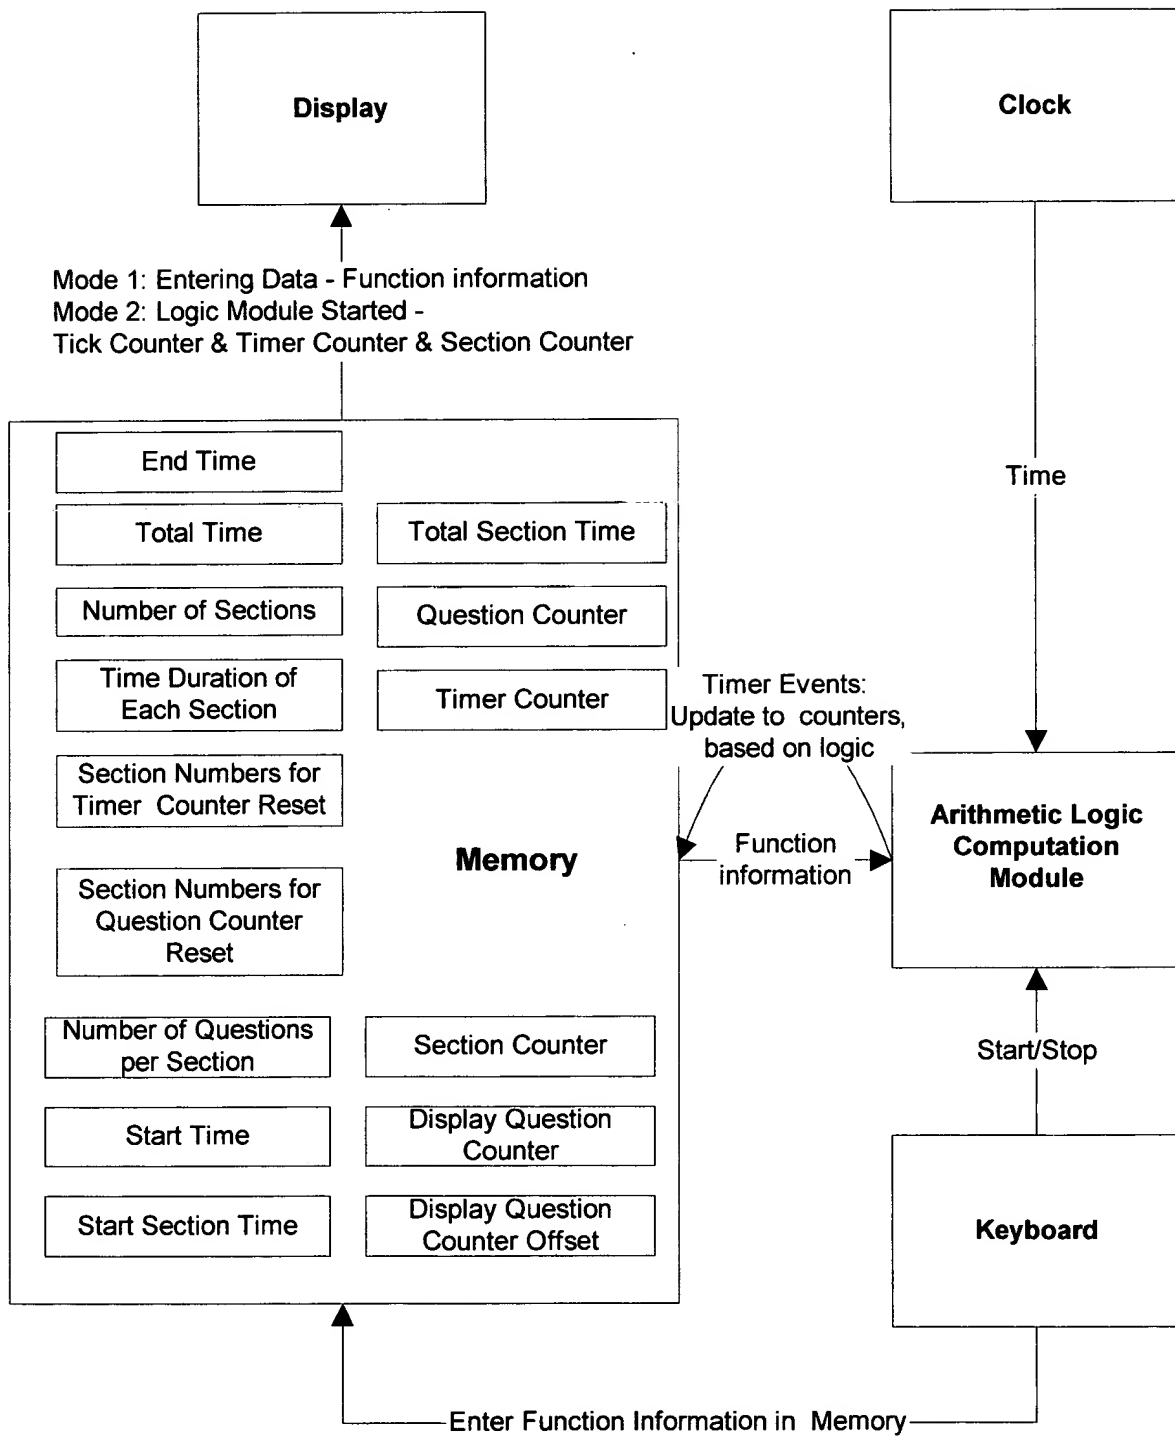 Display
Clock
Mode 1: Entering Data - Function information
Mode 2: Logic Module Started -
Tick Counter & Timer Counter & Section Counter
Time
End Time
Total Time
Total Section Time
Number of Sections
Question Counter
Time Duration of
Each Section
Timer Counter
Timer Events:
Update to counters,
based on logic
Section Numbers for
Timer Counter Reset
Memory
Function
information
Arithmetic Logic
Computation
Module
Section Numbers for
Question Counter
Reset
Number of Questions
per Section
Section Counter
Start/Stop
Start Time
Display Question
Counter
Start Section Time
Display Question
Counter Offset
Keyboard
Enter Function Information in Memory